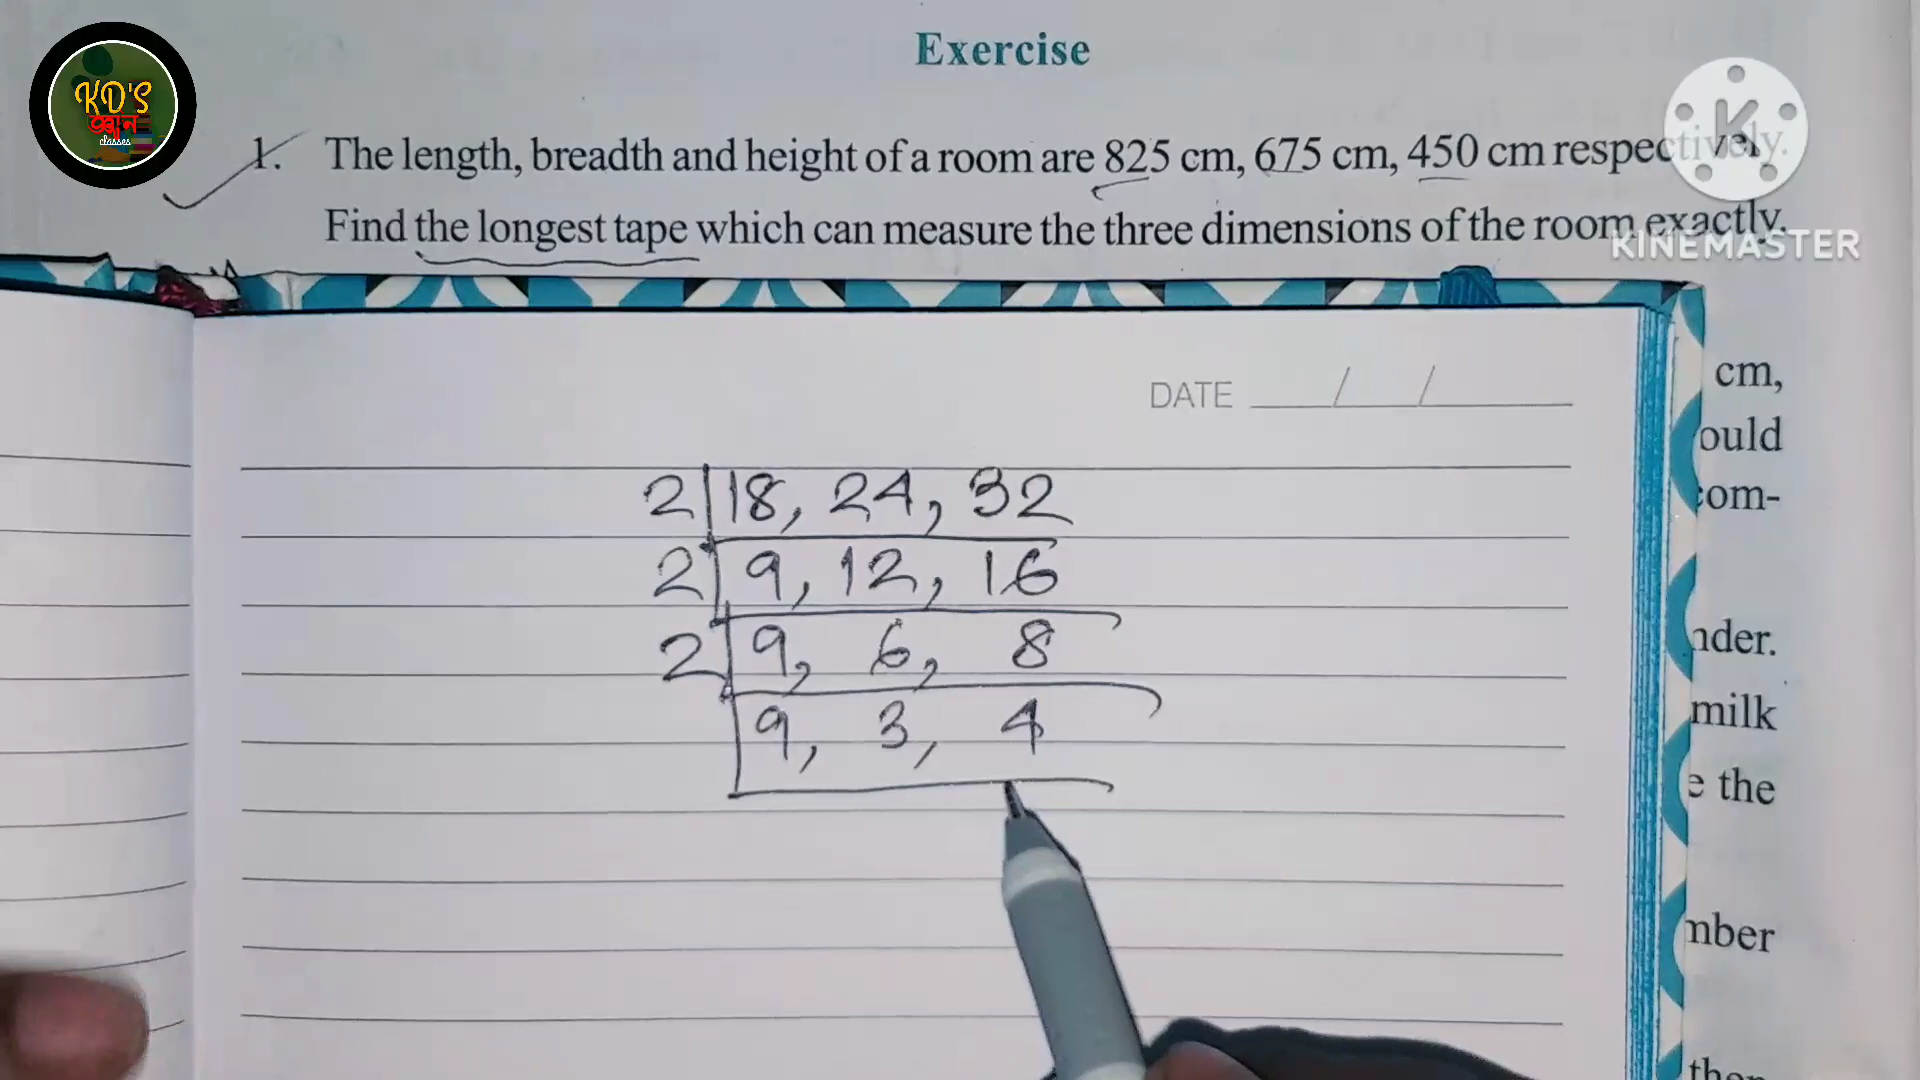 KD'S
জ্ঞান
classes
Exercise
1. The length, breadth and height of a room are 825 cm, 675 cm, 450 cm respectively.
Find the longest tape which can measure the three dimensions of the room exactly.
K
KINEMASTER
DATE / /
cm,
ould
com-
nder.
milk
e the
mber
2 18, 24, 32
2 9, 12, 16
2 9, 6, 8
9, 3, 4